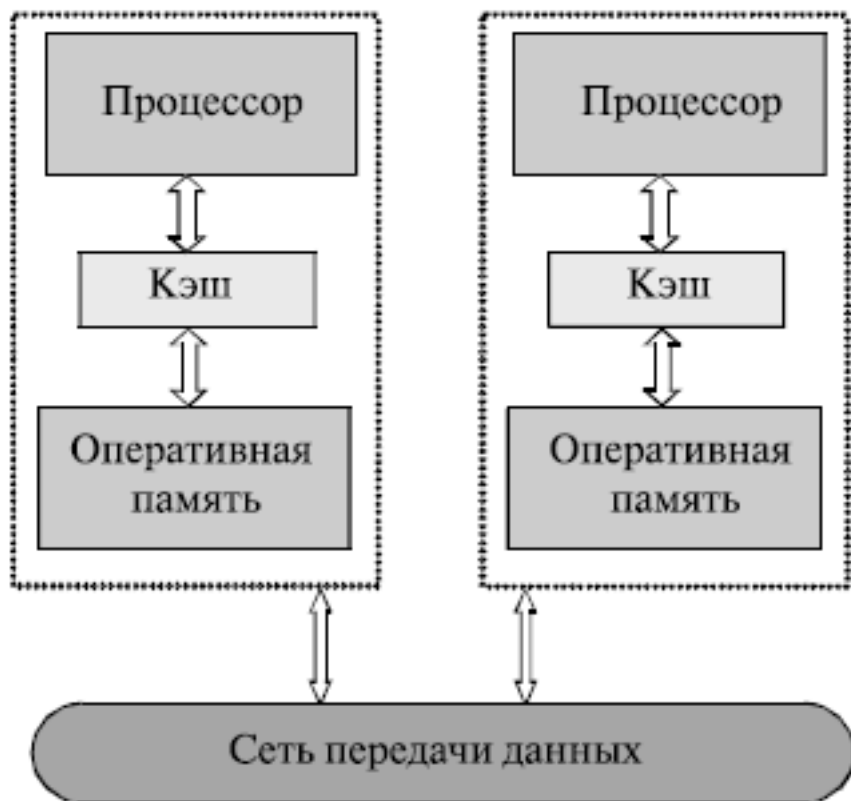 Процессор
Процессор
Кэш
Кэш
Оперативная
память
Оперативная
память
Сеть передачи данных